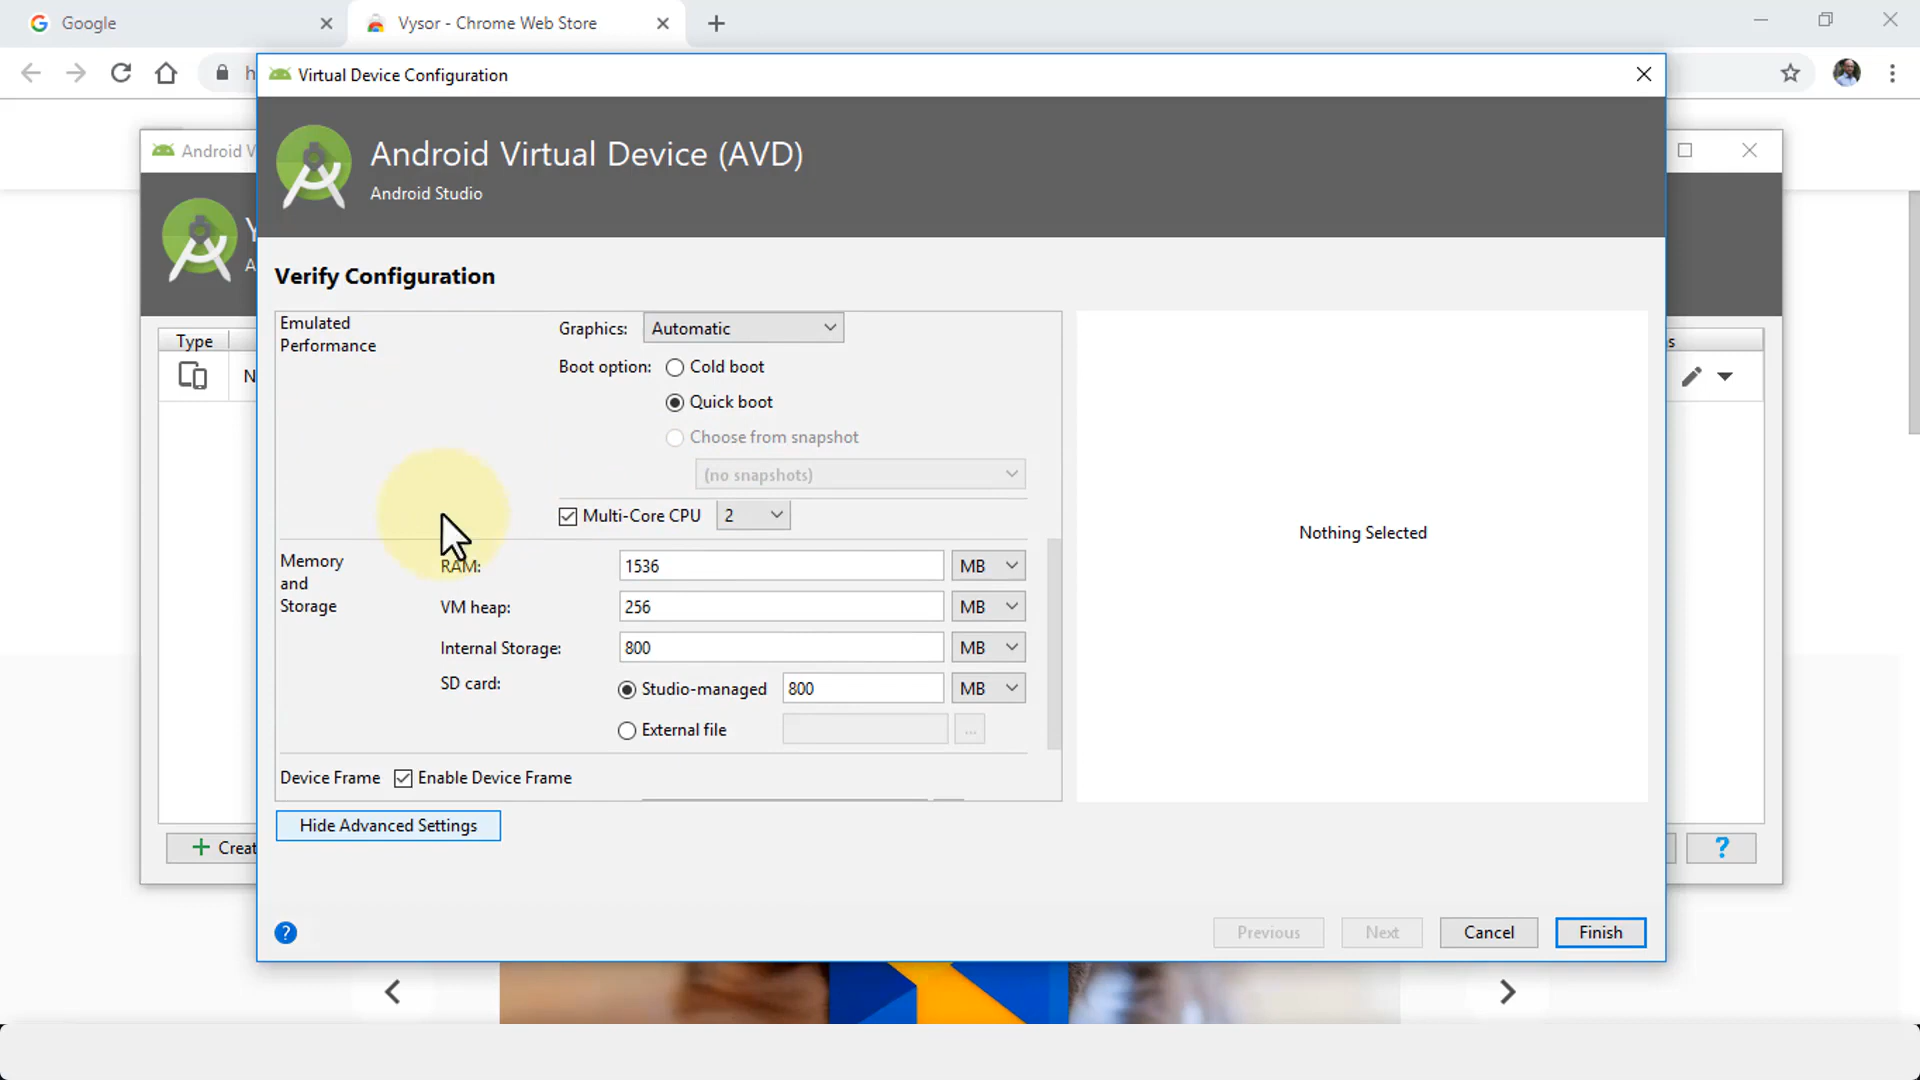 Google
Vysor - Chrome Web Store
h
Virtual Device Configuration
Android Virtual Device (AVD)
Android Studio
Android V
Y
A
Verify Configuration
Type
s
N
Emulated
Performance
Graphics: Automatic
Boot option: Cold boot
Quick boot
Choose from snapshot
(no snapshots)
Multi-Core CPU 2
Memory
and
Storage
RAM: 1536 MB
VM heap: 256 MB
Internal Storage: 800 MB
SD card: Studio-managed 800 MB
External file ...
Device Frame Enable Device Frame
Nothing Selected
Hide Advanced Settings
+ Creat
?
?
Previous Next Cancel Finish